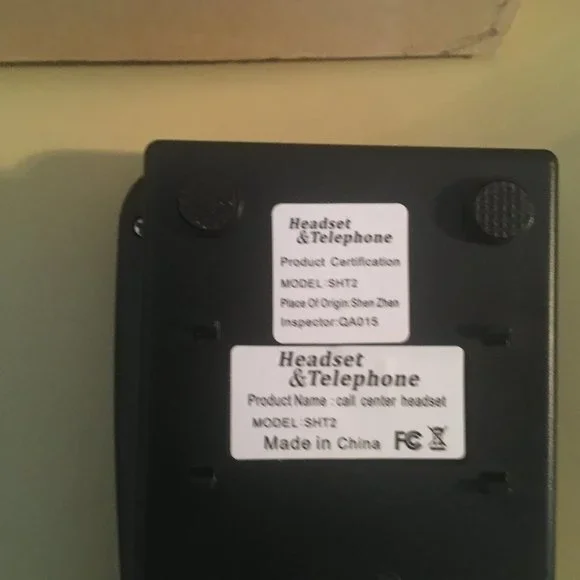 Headset
&Telephone
Product Certification
MODEL:SHT2
Place Of Origin:Shen Zhen
Inspector:QA015
Headset
&Telephone
Product Name : call center headset
MODEL:SHT2
Made in China FC